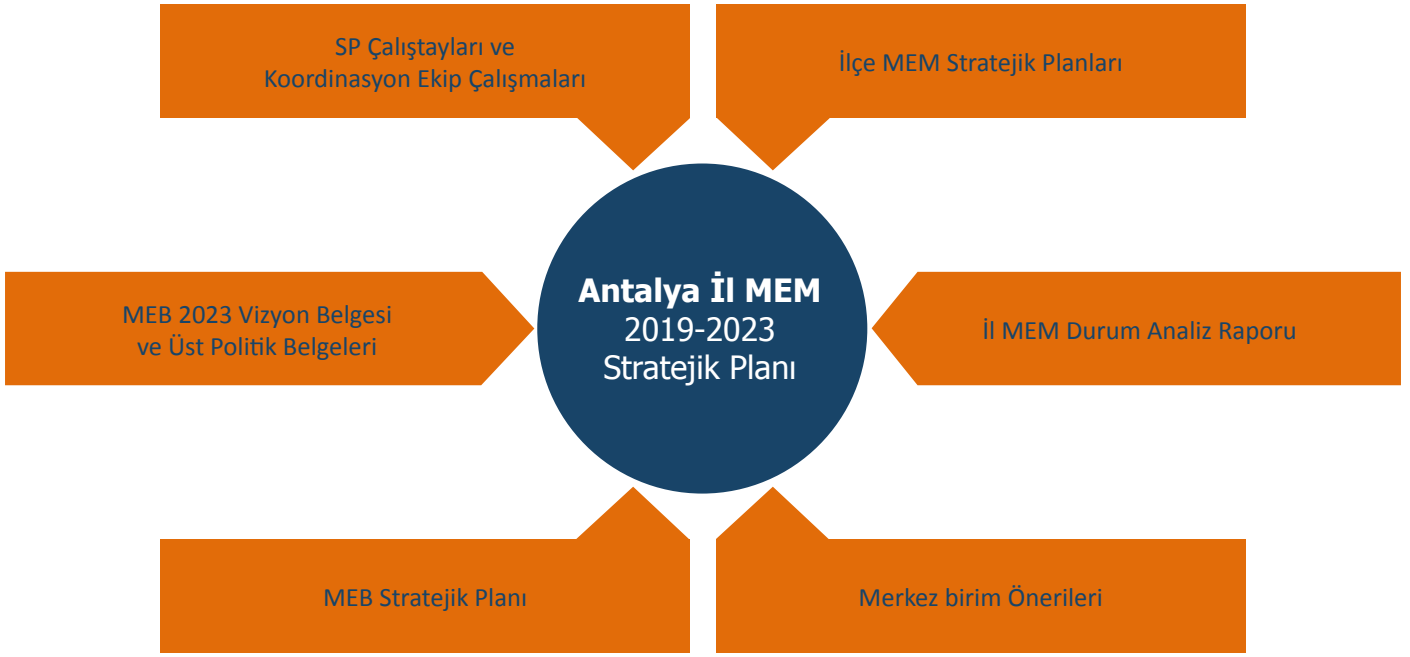 SP Çalıştayları ve
Koordinasyon Ekip Çalışmaları
İlçe MEM Stratejik Planları
MEB 2023 Vizyon Belgesi
ve Üst Politik Belgeleri
Antalya İl MEM
2019-2023
Stratejik Planı
İl MEM Durum Analiz Raporu
MEB Stratejik Planı
Merkez birim Önerileri